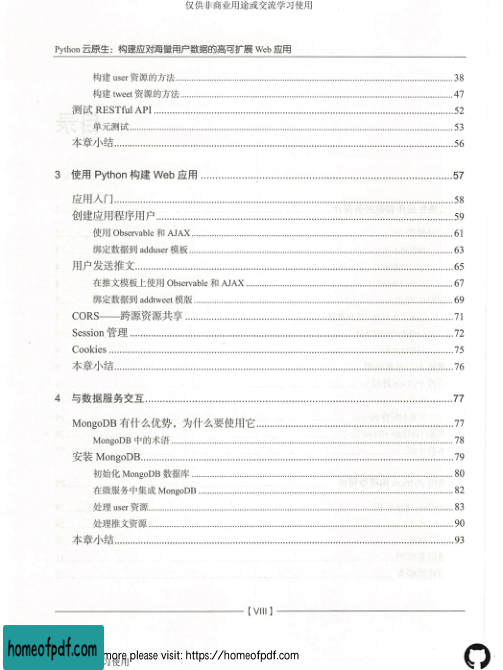 仅供非商业用途或交流学习使用
Python 云原生：构建应对海量用户数据的高可扩展 Web 应用
构建 user 资源的方法 38
构建 tweet 资源的方法 47
测试 RESTful API 52
单元测试 53
本章小结 56
3 使用 Python 构建 Web 应用 57
应用入门 58
创建应用程序用户 59
使用 Observable 和 AJAX 61
绑定数据到 adduser 模板 63
用户发送推文 65
在推文模板上使用 Observable 和 AJAX 67
绑定数据到 addtweet 模版 69
CORS——跨源资源共享 71
Session 管理 72
Cookies 75
本章小结 76
4 与数据服务交互 77
MongoDB 有什么优势，为什么要使用它 77
MongoDB 中的术语 78
安装 MongoDB 79
初始化 MongoDB 数据库 80
在微服务中集成 MongoDB 82
处理 user 资源 83
处理推文资源 90
本章小结 93
【 VIII 】
homeofpdf.com
more please visit: https://homeofpdf.com
习使用